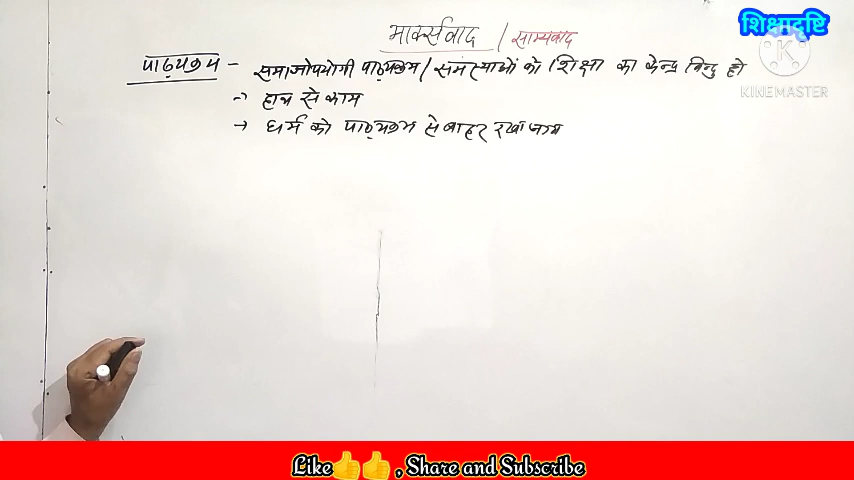 मार्क्सवाद / साम्यवाद
शिक्षादृष्टि
K
KINEMASTER
पाठ्यक्रम - समाजोपयोगी पाठ्यक्रम / समस्याओं को शिक्षा का केन्द्र बिन्दु हो
→ हाथ से काम
→ धर्म को पाठ्यक्रम से बाहर रखा जाय
Like👍👍, Share and Subscribe